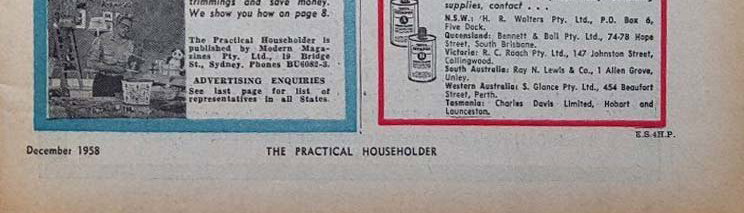 trimmings and save money.
We show you how on page 8.
The Practical Householder is
published by Modern Maga-
zines Pty. Ltd., 19 Bridge
St., Sydney. Phones BU6082-3.
ADVERTISING ENQUIRIES
See last page for list of
representatives in all States.
supplies, contact . . .
N.S.W.: H. R. Walters Pty. Ltd., P.O. Box 6,
Five Dock.
Queensland: Bennett & Boll Pty. Ltd., 74-78 Hope
Street, South Brisbane.
Victoria: R. C. Roach Pty. Ltd., 147 Johnston Street,
Collingwood.
South Australia: Ray N. Lewis & Co., 1 Allen Grove,
Unley.
Western Australia: S. Glance Pty. Ltd., 454 Beaufort
Street, Perth.
Tasmania: Charles Davis Limited, Hobart and
Launceston.
E.S.4H.P.
December 1958
THE PRACTICAL HOUSEHOLDER